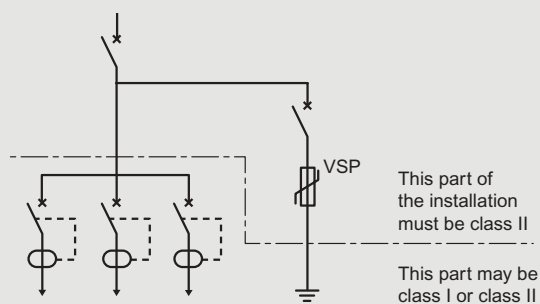 VSP
This part of
the installation
must be class II
This part may be
class I or class II